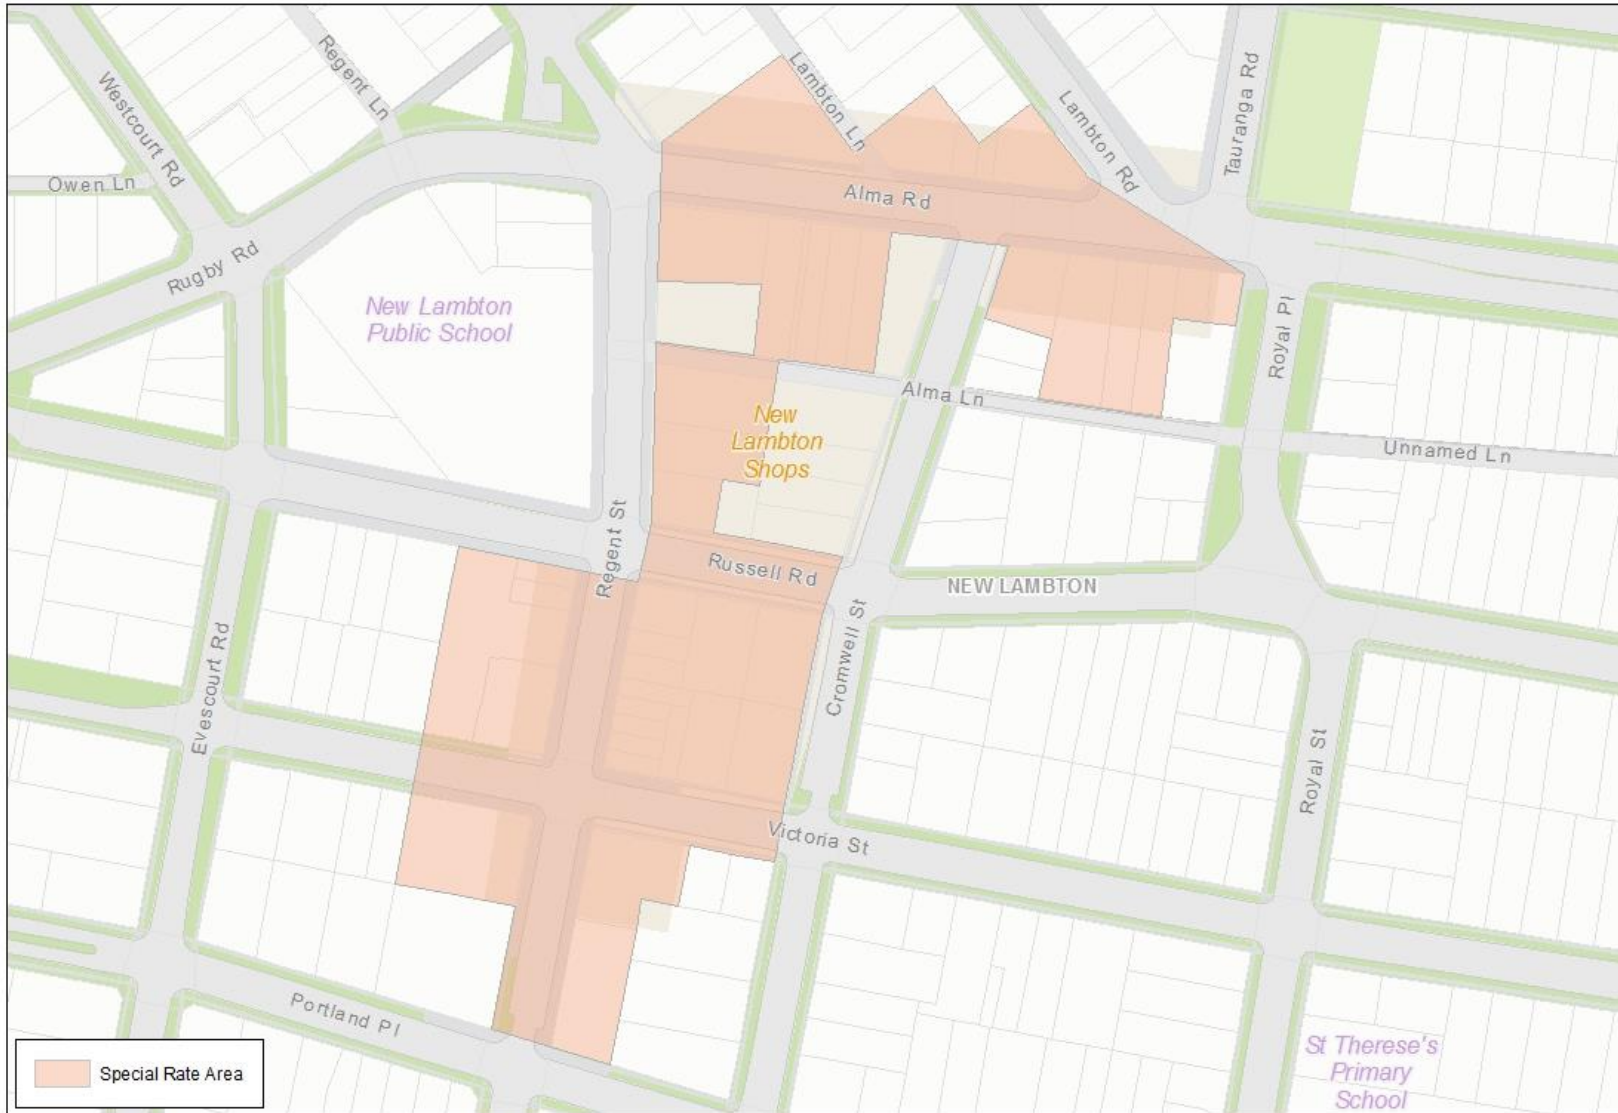 Westcourt Rd
Regent Ln
Lambton Ln
Lambton Rd
Tauranga Rd
Owen Ln
Alma Rd
Rugby Rd
New Lambton
Public School
Royal Pl
Alma Ln
New
Lambton
Shops
Unnamed Ln
Regent St
Russell Rd
NEW LAMBTON
Evescourt Rd
Cromwell St
Royal St
Victoria St
Portland Pl
St Therese's
Primary
School
Special Rate Area